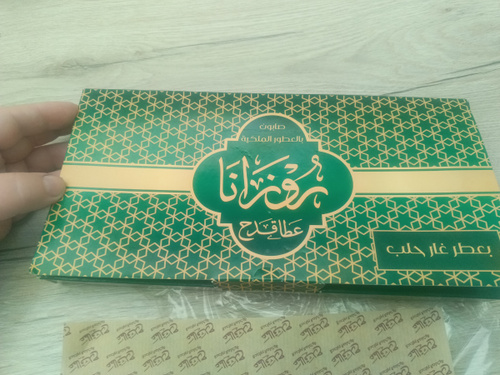 صابون
بالعطور الملكية
روزانا
عطا قدح
بعطر غار حلب